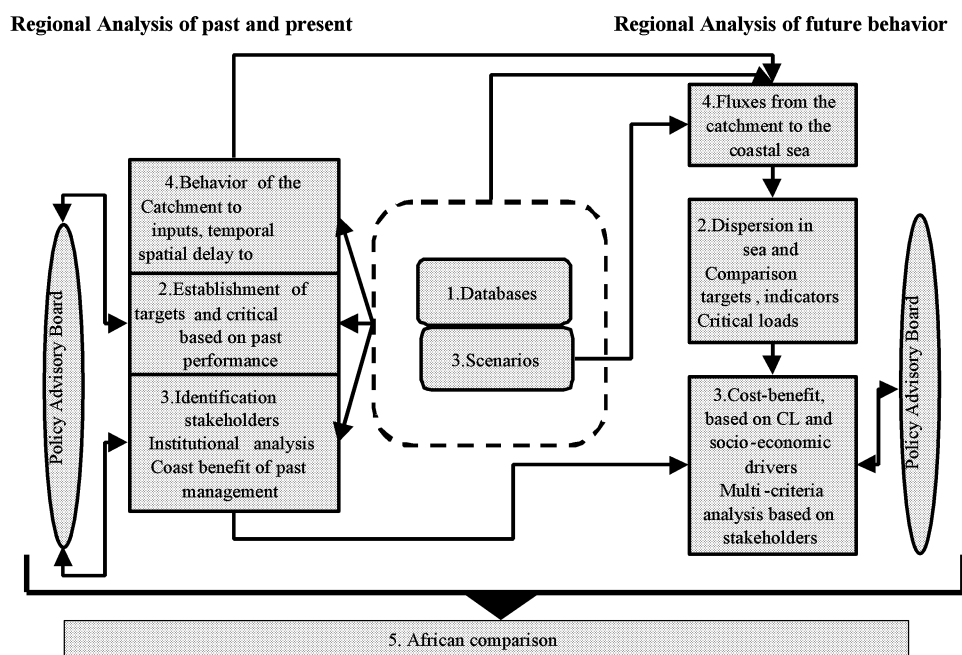 Regional Analysis of past and present
Regional Analysis of future behavior
4.Behavior of the
Catchment to
inputs, temporal
spatial delay to
2.Establishment of
targets and critical
based on past
performance
3.Identification
stakeholders
Institutional analysis
Coast benefit of past
management
Policy Advisory Board
1.Databases
3.Scenarios
4.Fluxes from the
catchment to the
coastal sea
2.Dispersion in
sea and
Comparison
targets , indicators
Critical loads
3.Cost-benefit,
based on CL and
socio-economic
drivers
Multi-criteria
analysis based on
stakeholders
Policy Advisory Board
5. African comparison